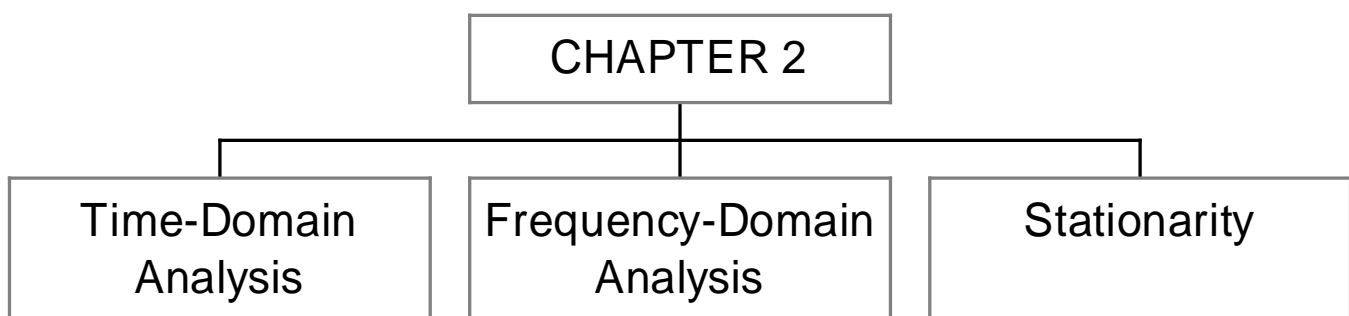 CHAPTER 2
Time-Domain
Analysis
Frequency-Domain
Analysis
Stationarity